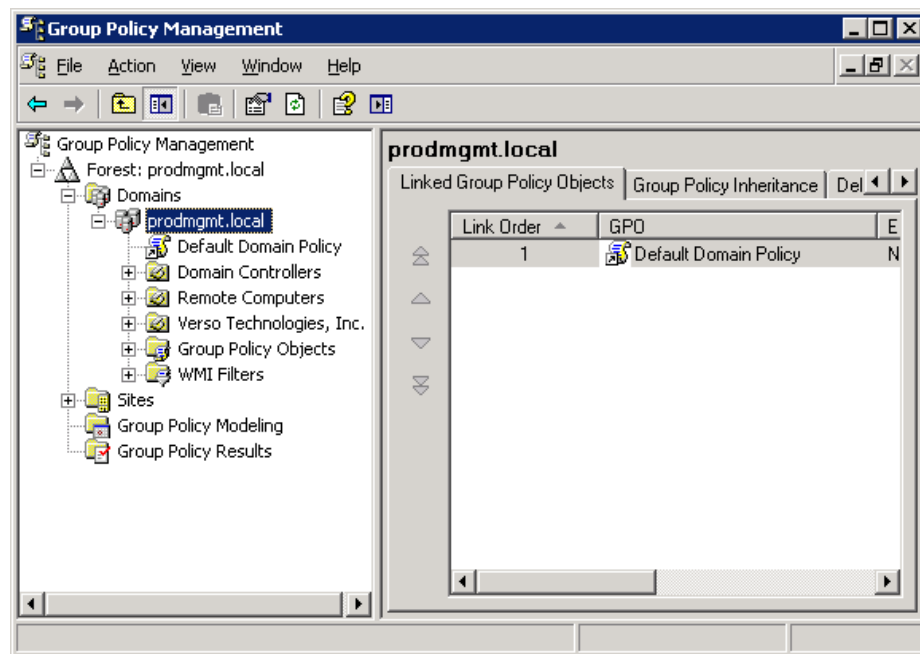 Group Policy Management
File Action View Window Help
Group Policy Management
Forest: prodmgmt.local
Domains
prodmgmt.local
Default Domain Policy
Domain Controllers
Remote Computers
Verso Technologies, Inc.
Group Policy Objects
WMI Filters
Sites
Group Policy Modeling
Group Policy Results
prodmgmt.local
Linked Group Policy Objects Group Policy Inheritance Del
Link Order GPO E
1 Default Domain Policy N